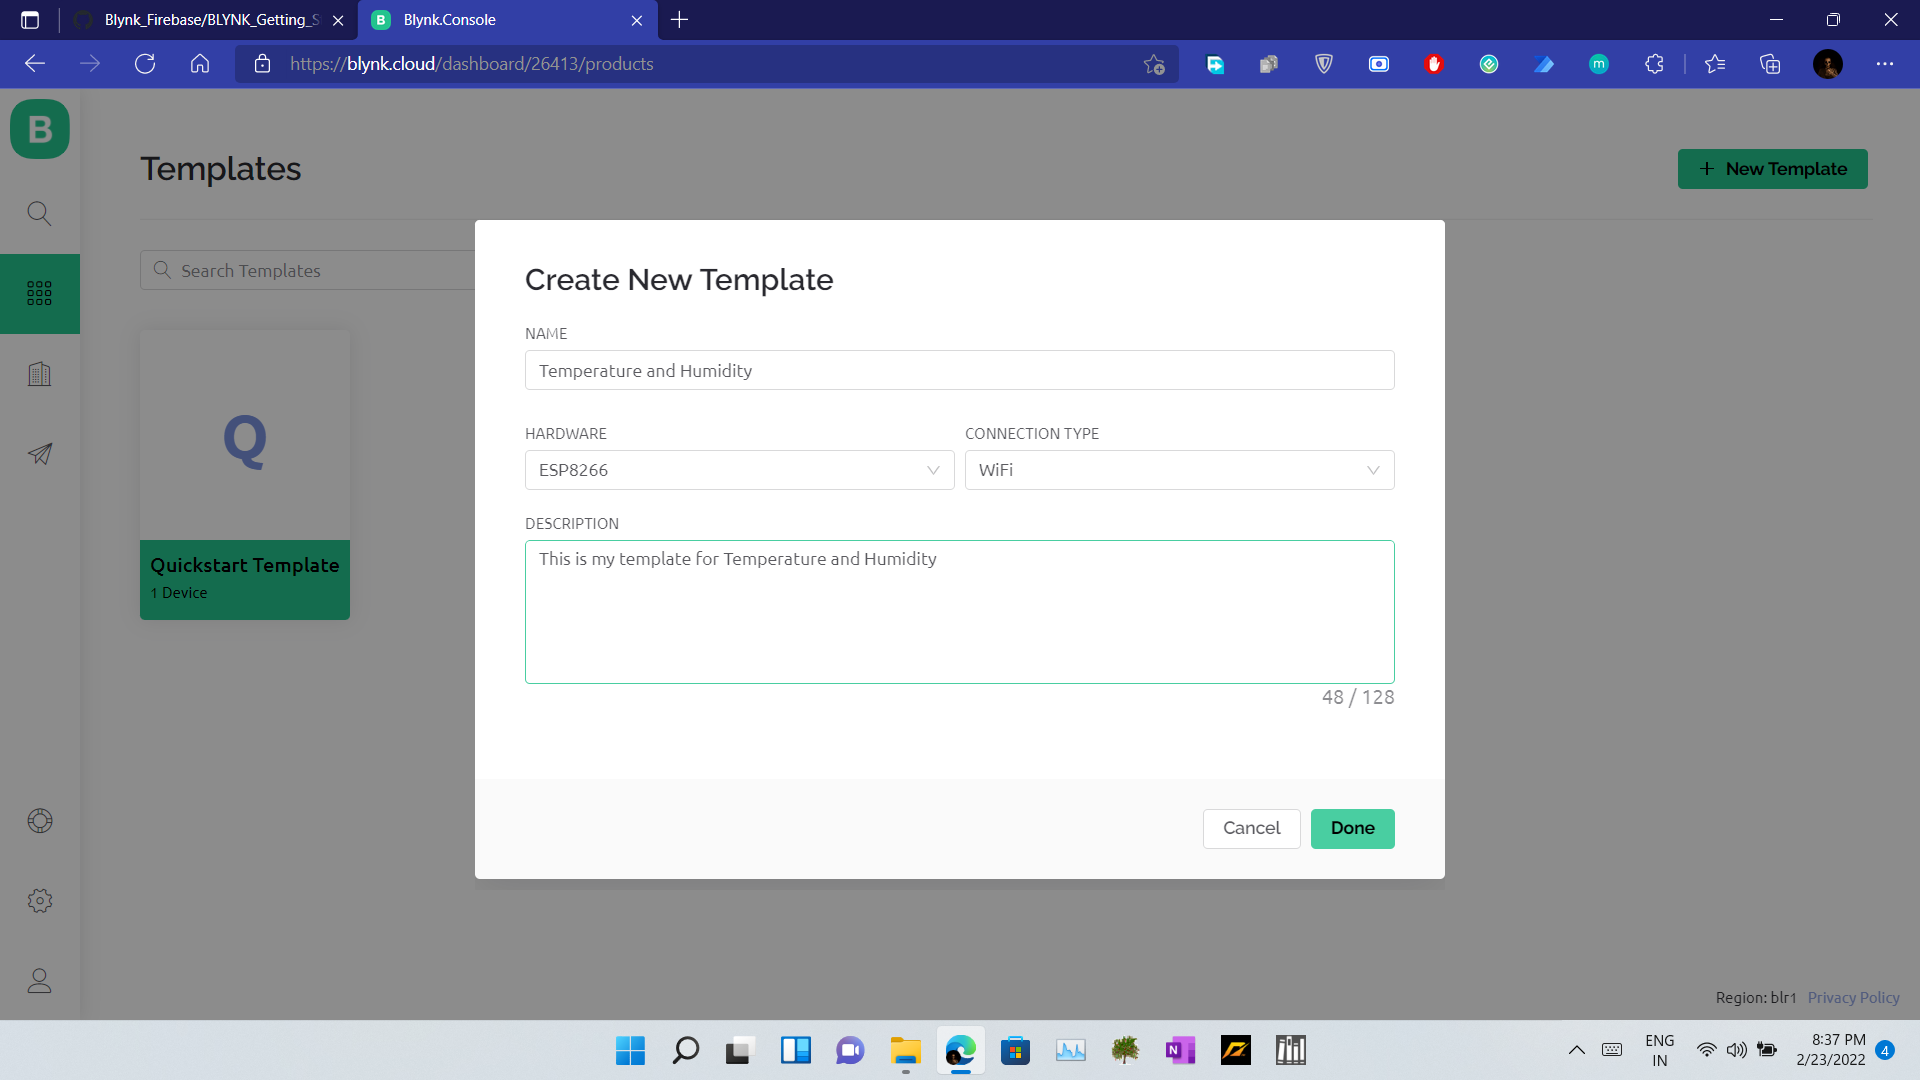 Blynk_Firebase/BLYNK_Getting_S
B
Blynk.Console
https://blynk.cloud/dashboard/26413/products
m
B
Templates
+ New Template
Search Templates
Q
Quickstart Template
1 Device
Create New Template
NAME
Temperature and Humidity
HARDWARE
CONNECTION TYPE
ESP8266
WiFi
DESCRIPTION
This is my template for Temperature and Humidity
48 / 128
Cancel
Done
Region: blr1 Privacy Policy
N
ENG
IN
8:37 PM
2/23/2022
4